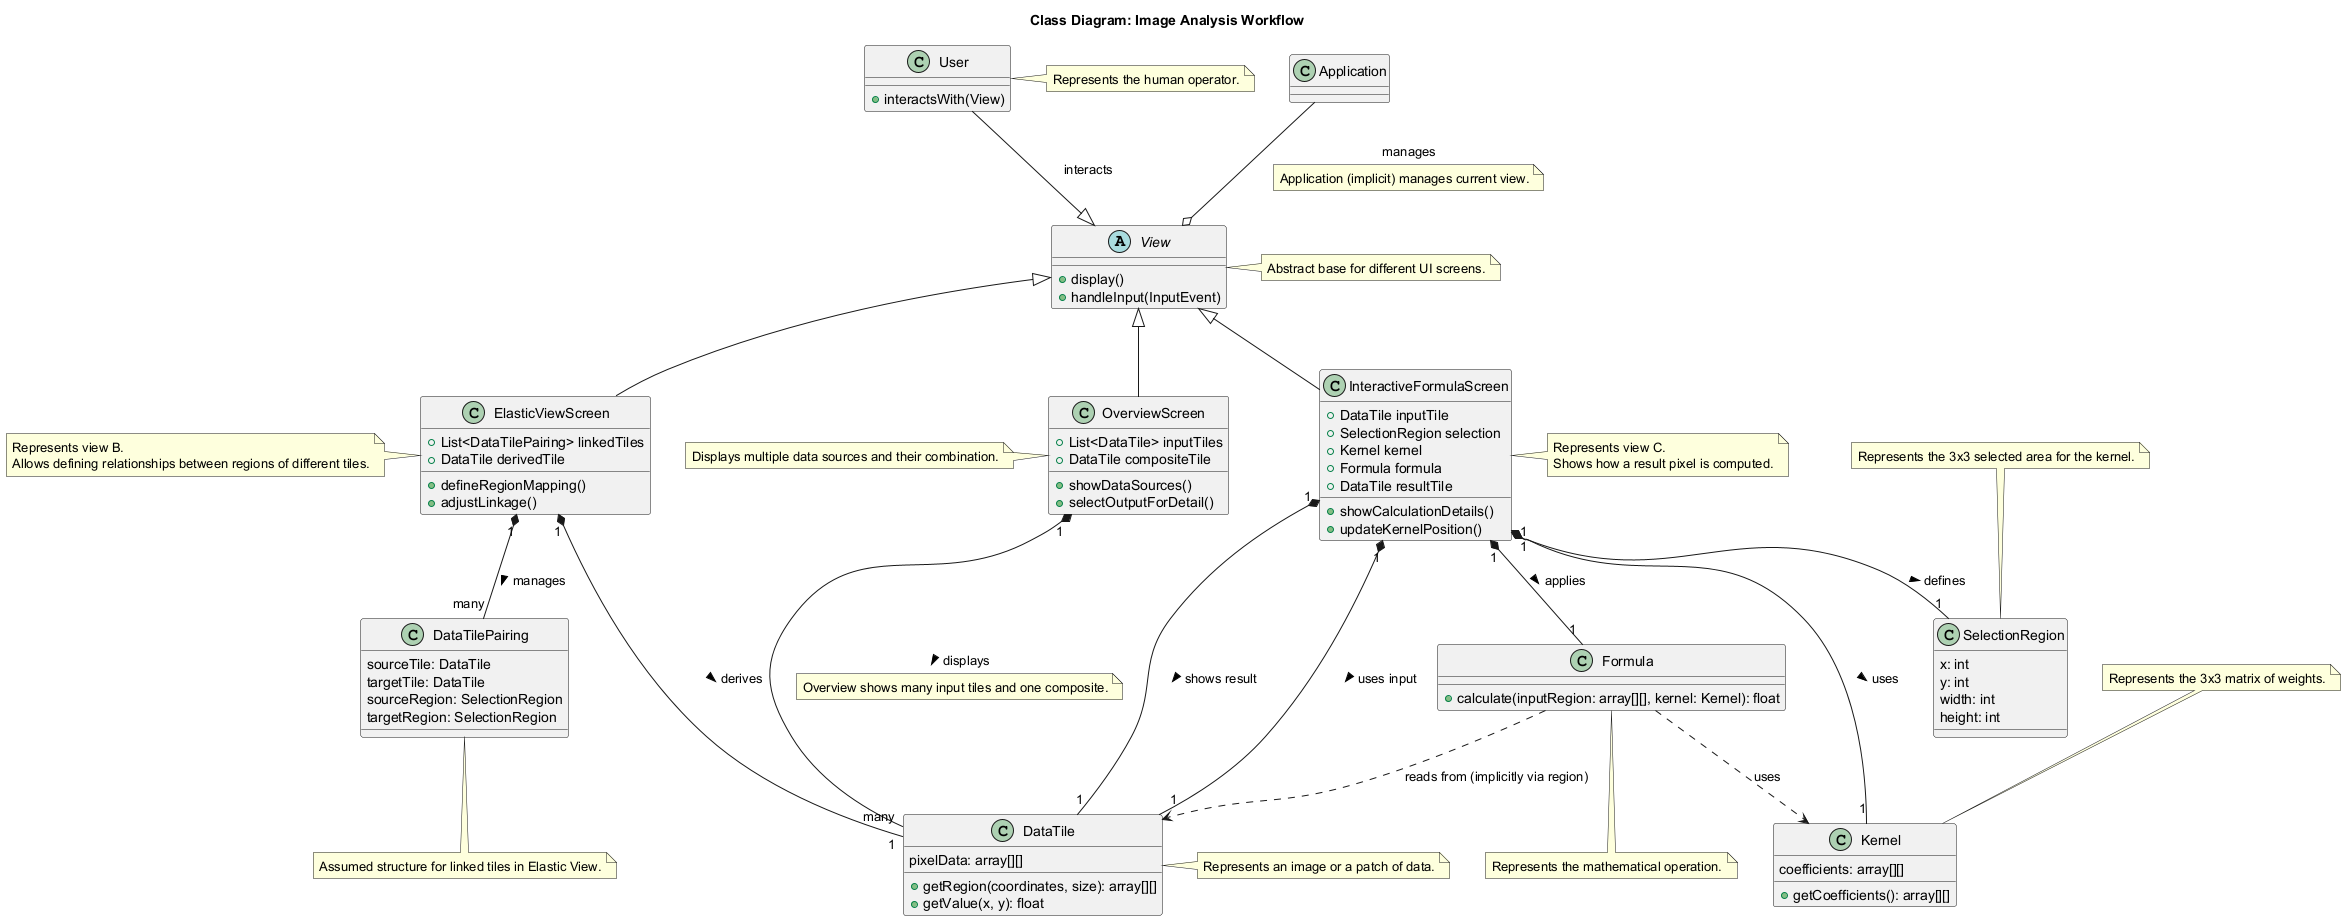 Class Diagram: Image Analysis Workflow
C User
+ interactsWith(View)
Represents the human operator.
C Application
interacts
manages
Application (implicit) manages current view.
A View
display()
handleInput(InputEvent)
Abstract base for different UI screens.
C ElasticViewScreen
List<DataTilePairing> linkedTiles
DataTile derivedTile
defineRegionMapping()
adjustLinkage()
Represents view B.
Allows defining relationships between regions of different tiles.
C OverviewScreen
List<DataTile> inputTiles
DataTile compositeTile
showDataSources()
selectOutputForDetail()
Displays multiple data sources and their combination.
C InteractiveFormulaScreen
DataTile inputTile
SelectionRegion selection
Kernel kernel
Formula formula
DataTile resultTile
showCalculationDetails()
updateKernelPosition()
Represents view C.
Shows how a result pixel is computed.
Represents the 3x3 selected area for the kernel.
1
1
1
1
1
1
1
1
manages
many
applies
1
defines
1
C DataTilePairing
sourceTile: DataTile
targetTile: DataTile
sourceRegion: SelectionRegion
targetRegion: SelectionRegion
derives
displays
Overview shows many input tiles and one composite.
shows result
uses input
C Formula
calculate(inputRegion: array[][], kernel: Kernel): float
uses
C SelectionRegion
x: int
y: int
width: int
height: int
Represents the 3x3 matrix of weights.
reads from (implicitly via region)
uses
many
1
1
1
1
Assumed structure for linked tiles in Elastic View.
C DataTile
pixelData: array[][]
getRegion(coordinates, size): array[][]
getValue(x, y): float
Represents an image or a patch of data.
Represents the mathematical operation.
C Kernel
coefficients: array[][]
getCoefficients(): array[][]